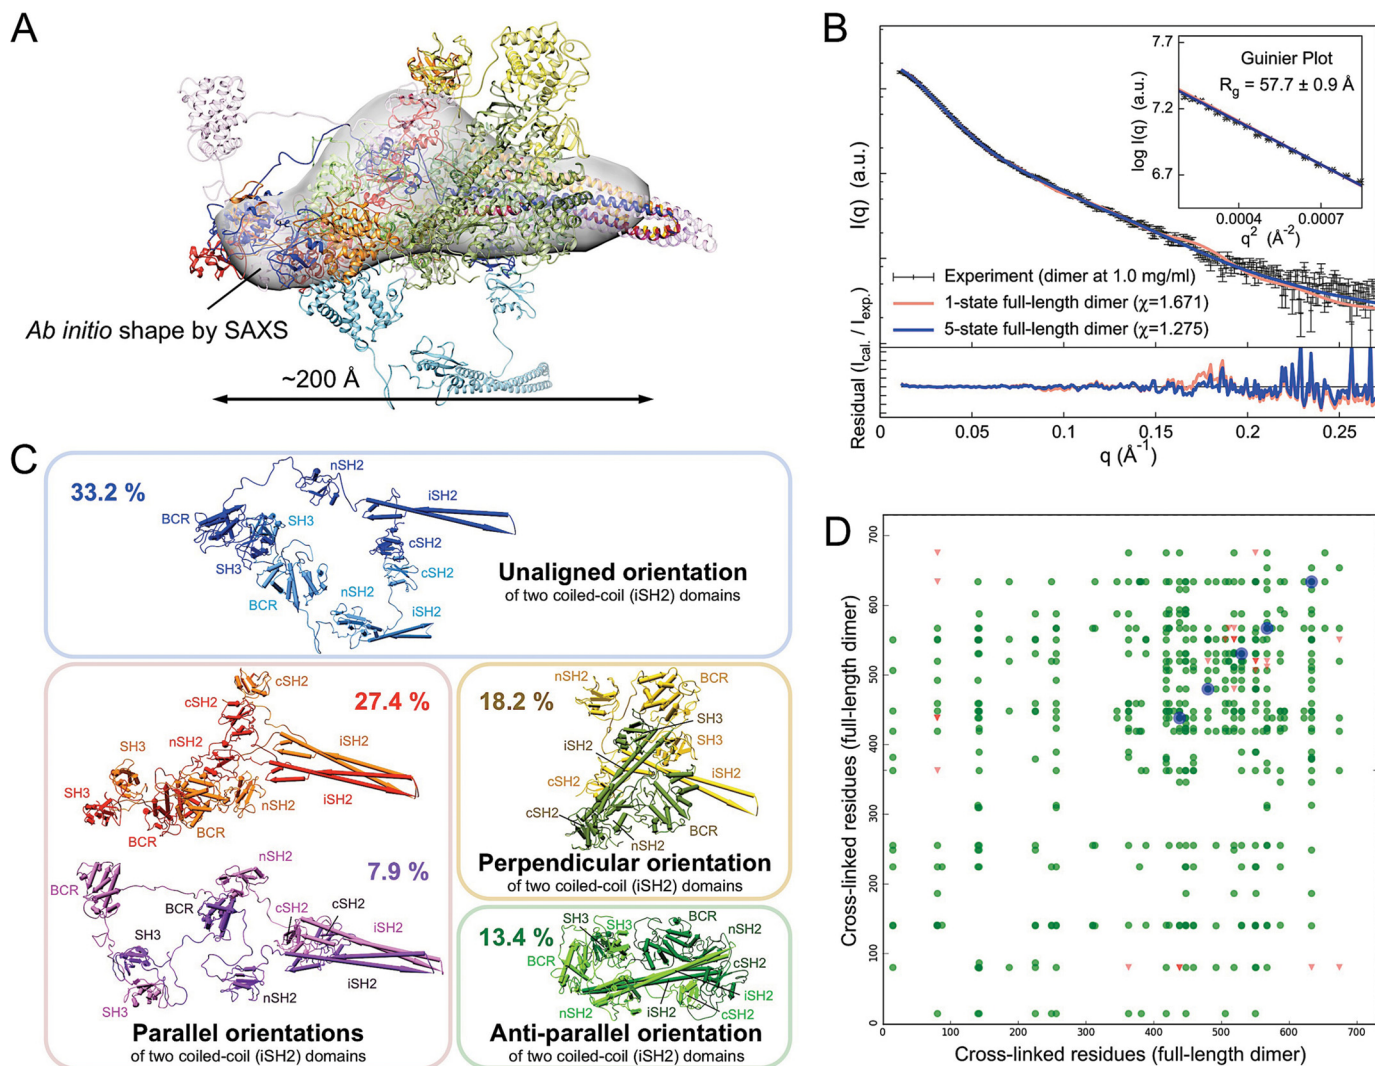 A
Ab initio shape by SAXS
~200 Å
B
I(q) (a.u.)
7.7
7.2
6.7
log I(q) (a.u.)
Guinier Plot
Rg = 57.7 ± 0.9 Å
0.0004
0.0007
q² (Å⁻²)
Experiment (dimer at 1.0 mg/ml)
1-state full-length dimer (χ=1.671)
5-state full-length dimer (χ=1.275)
Residual (Ical. / Iexp.)
0
0.05
0.1
0.15
0.2
0.25
q (Å⁻¹)
C
33.2 %
nSH2
iSH2
BCR
SH3
SH3
cSH2
cSH2
BCR
nSH2
iSH2
Unaligned orientation
of two coiled-coil (iSH2) domains
27.4 %
cSH2
cSH2
nSH2
SH3
iSH2
SH3
nSH2
iSH2
BCR
BCR
7.9 %
nSH2
BCR
BCR
cSH2
cSH2
iSH2
SH3
nSH2
iSH2
SH3
Parallel orientations
of two coiled-coil (iSH2) domains
18.2 %
nSH2
BCR
SH3
iSH2
SH3
cSH2
iSH2
cSH2
BCR
nSH2
Perpendicular orientation
of two coiled-coil (iSH2) domains
13.4 %
SH3
SH3
BCR
nSH2
BCR
cSH2
iSH2
nSH2
iSH2
cSH2
Anti-parallel orientation
of two coiled-coil (iSH2) domains
D
Cross-linked residues (full-length dimer)
700
600
500
400
300
200
100
0
0
100
200
300
400
500
600
700
Cross-linked residues (full-length dimer)